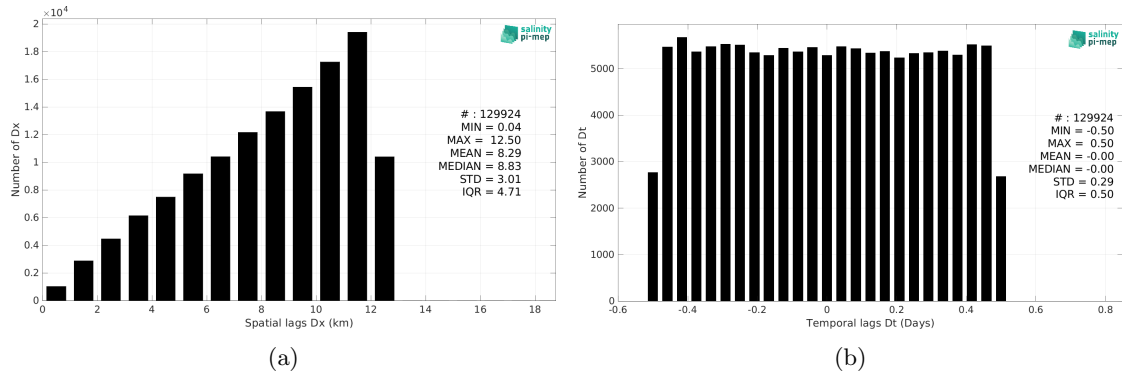 ×10⁴
2
1.8
1.6
1.4
1.2
1
0.8
0.6
0.4
0.2
0
Number of Dx
salinity
pi-mep
# : 129924
MIN = 0.04
MAX = 12.50
MEAN = 8.29
MEDIAN = 8.83
STD = 3.01
IQR = 4.71
0 2 4 6 8 10 12 14 16 18
Spatial lags Dx (km)
(a)
5000
4000
3000
2000
1000
0
Number of Dt
salinity
pi-mep
# : 129924
MIN = -0.50
MAX = 0.50
MEAN = -0.00
MEDIAN = -0.00
STD = 0.29
IQR = 0.50
-0.6 -0.4 -0.2 0 0.2 0.4 0.6 0.8
Temporal lags Dt (Days)
(b)